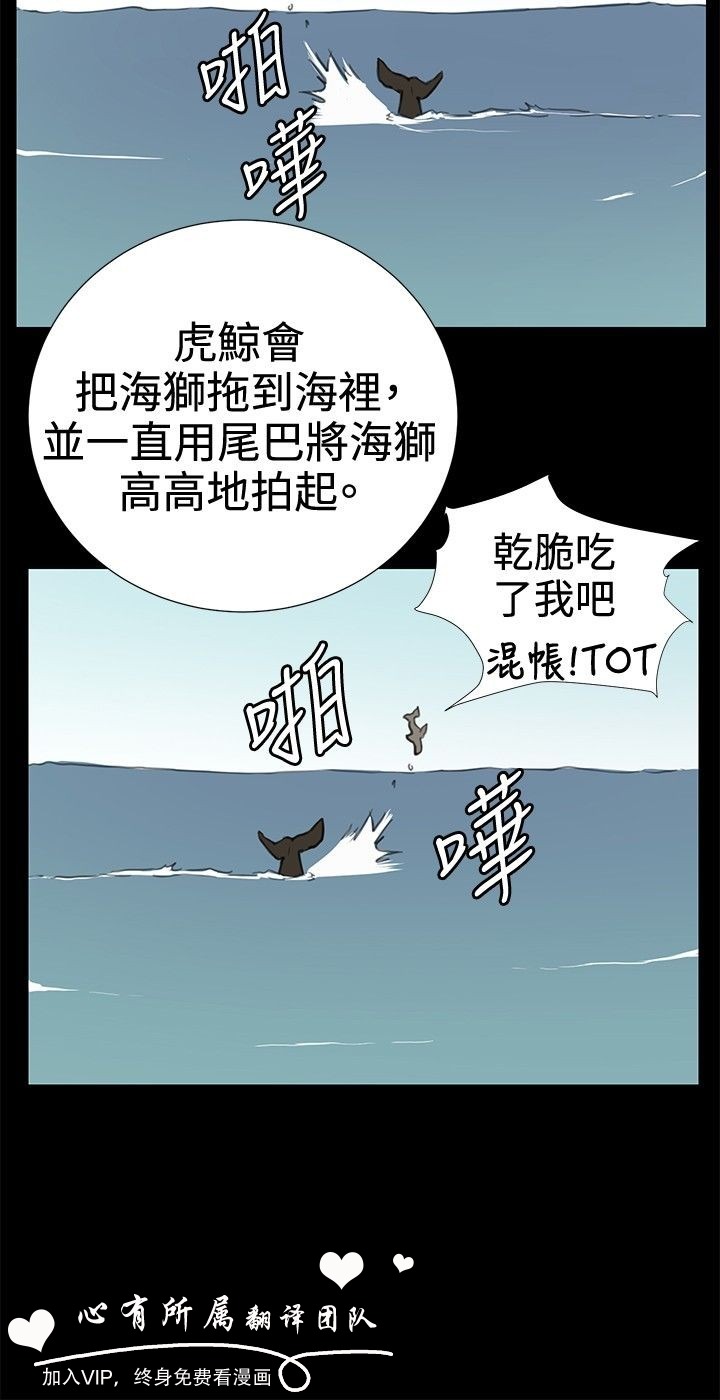 啪
嘩
虎鯨會
把海獅拖到海裡，
並一直用尾巴將海獅
高高地拍起。
乾脆吃
了我吧
混帳!TOT
啪
嘩
心有所属翻译团队
加入VIP，终身免费看漫画